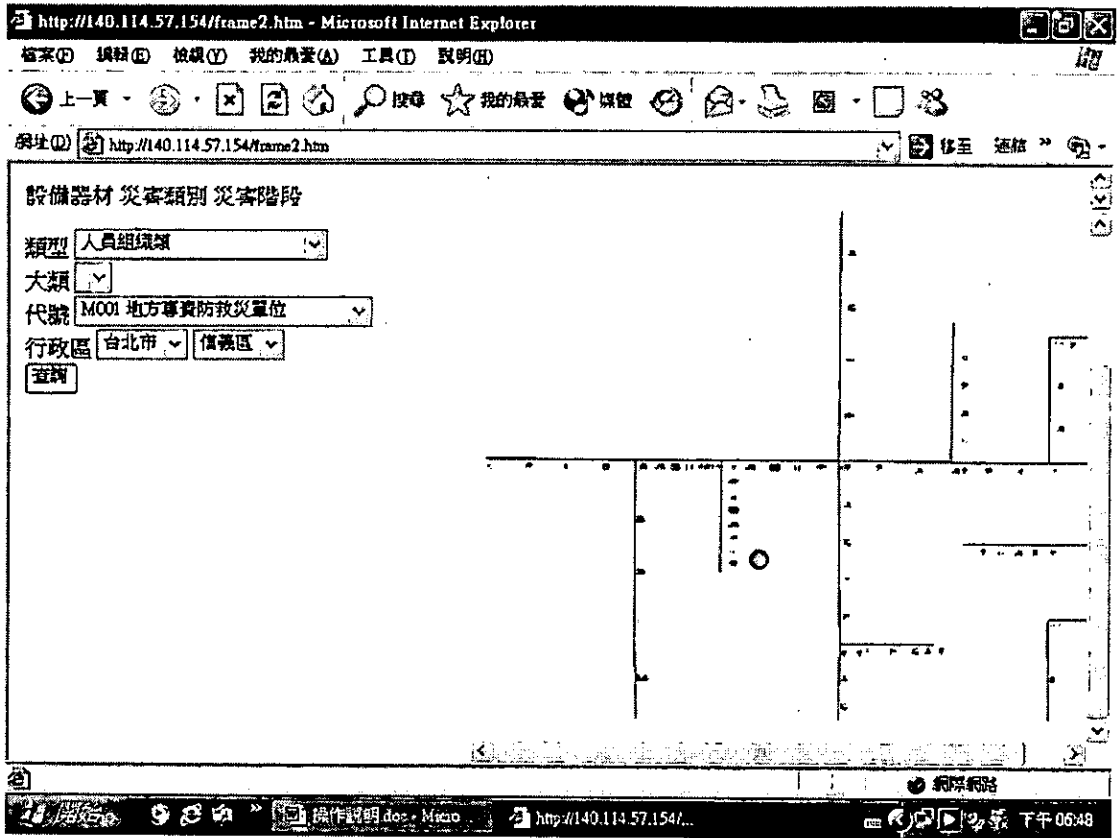 http://140.114.57.154/frame2.htm - Microsoft Internet Explorer
檔案(F) 編輯(E) 檢視(V) 我的最愛(A) 工具(T) 說明(H)
上一頁 搜尋 我的最愛 媒體
網址(D) http://140.114.57.154/frame2.htm 移至 連結 »
設備器材 災害類別 災害階段
類型 人員組織類
大類
代號 M001 地方專責防救災單位
行政區 台北市 信義區
查詢
網際網路
開始 » 操作說明.doc - Micro... http://140.114.57.154/... 下午 06:48